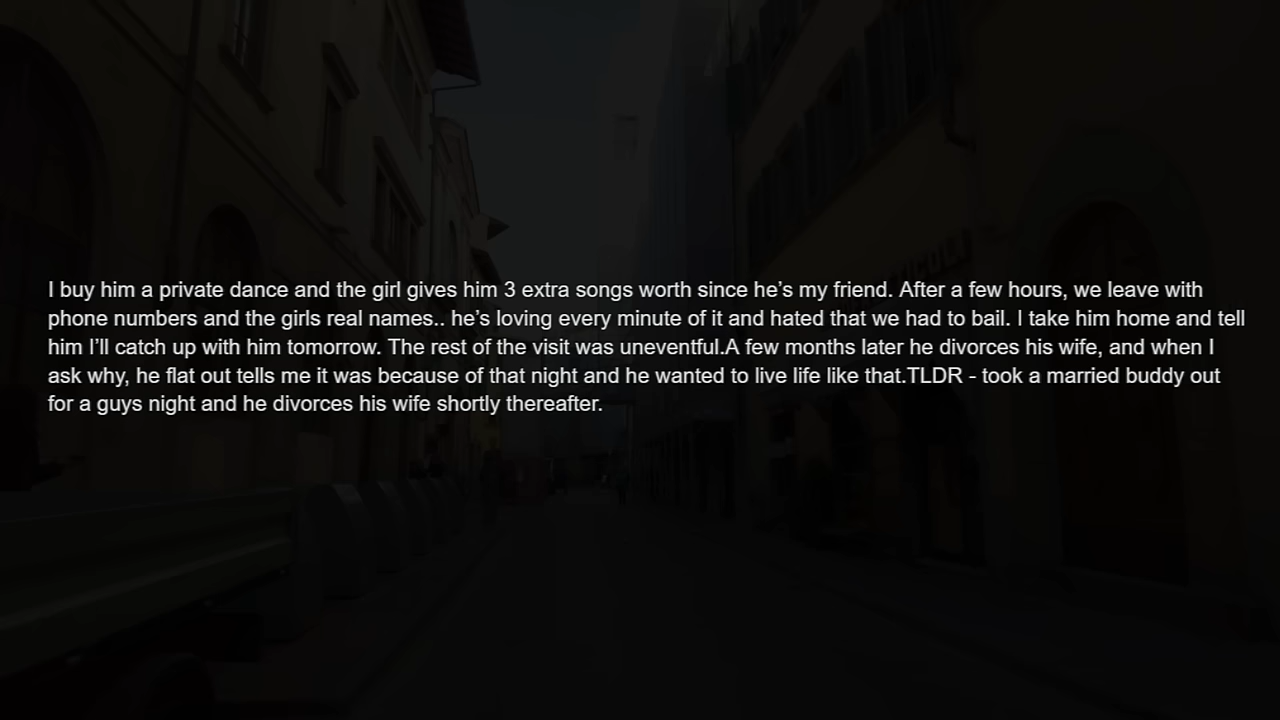 I buy him a private dance and the girl gives him 3 extra songs worth since he’s my friend. After a few hours, we leave with
phone numbers and the girls real names.. he’s loving every minute of it and hated that we had to bail. I take him home and tell
him I’ll catch up with him tomorrow. The rest of the visit was uneventful.A few months later he divorces his wife, and when I
ask why, he flat out tells me it was because of that night and he wanted to live life like that.TLDR - took a married buddy out
for a guys night and he divorces his wife shortly thereafter.